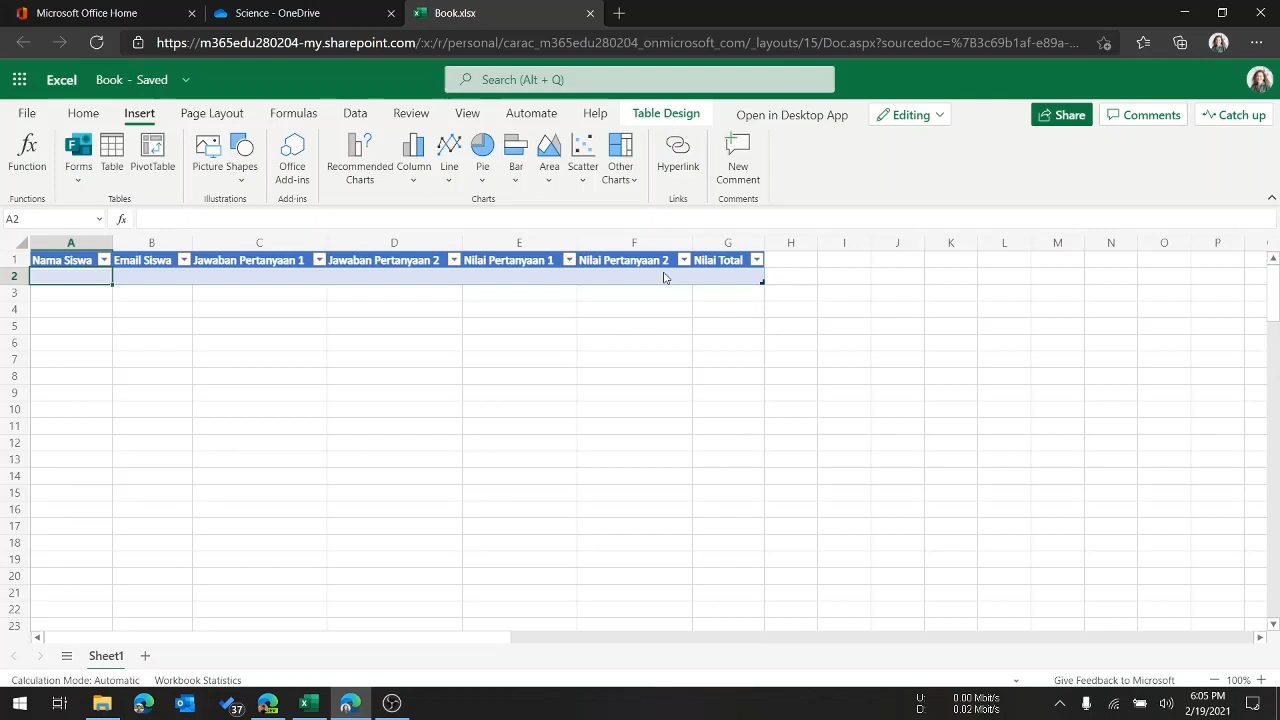 Microsoft Office Home
Science - OneDrive
Book.xlsx
https://m365edu280204-my.sharepoint.com/:x:/r/personal/carac_m365edu280204_onmicrosoft_com/_layouts/15/Doc.aspx?sourcedoc=%7B3c69b1af-e89a-...
Excel
Book - Saved
Search (Alt + Q)
File Home Insert Page Layout Formulas Data Review View Automate Help Table Design Open in Desktop App Editing Share Comments Catch up
Function Forms Table PivotTable Picture Shapes Office Add-ins Recommended Charts Column Line Pie Bar Area Scatter Other Charts Hyperlink New Comment
Functions Tables Illustrations Add-ins Charts Links Comments
A2
fx
A B C D E F G H I J K L M N O P
1 Nama Siswa Email Siswa Jawaban Pertanyaan 1 Jawaban Pertanyaan 2 Nilai Pertanyaan 1 Nilai Pertanyaan 2 Nilai Total
2
3
4
5
6
7
8
9
10
11
12
13
14
15
16
17
18
19
20
21
22
23
Sheet1
Calculation Mode: Automatic Workbook Statistics Give Feedback to Microsoft 100%
37
U: 0.00 Mbit/s
D: 0.02 Mbit/s
6:05 PM
2/19/2021